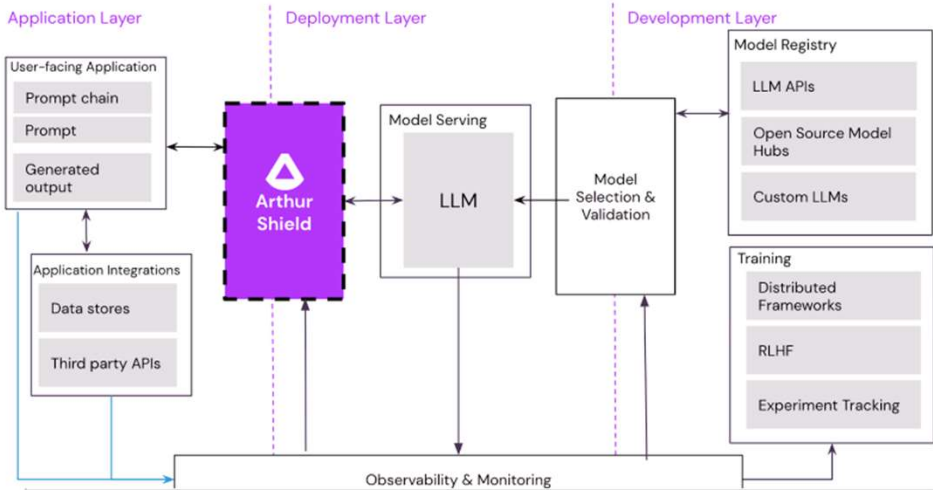 Application Layer
Deployment Layer
Development Layer
User-facing Application
Prompt chain
Prompt
Generated
output
Application Integrations
Data stores
Third party APIs
Arthur
Shield
Model Serving
LLM
Model
Selection &
Validation
Model Registry
LLM APIs
Open Source Model
Hubs
Custom LLMs
Training
Distributed
Frameworks
RLHF
Experiment Tracking
Observability & Monitoring